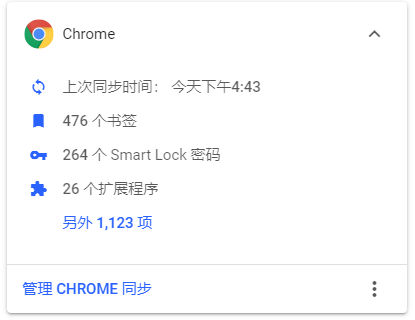 Chrome
上次同步时间： 今天下午4:43
476 个书签
264 个 Smart Lock 密码
26 个扩展程序
另外 1,123 项
管理 CHROME 同步